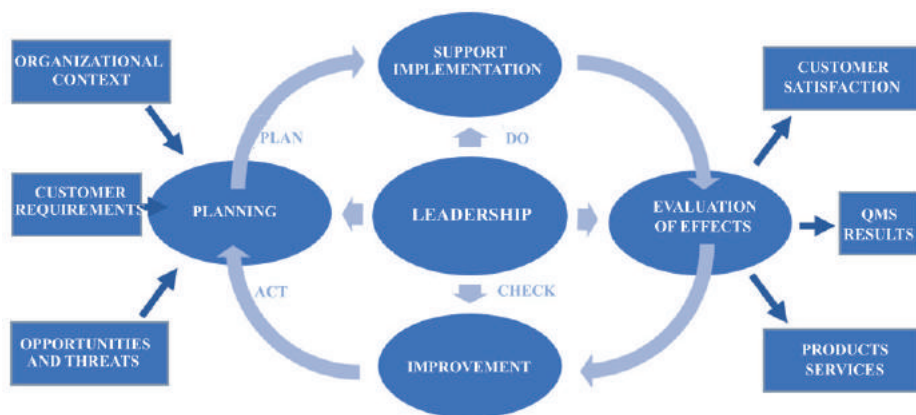 ORGANIZATIONAL
CONTEXT
SUPPORT
IMPLEMENTATION
CUSTOMER
SATISFACTION
PLAN
DO
CUSTOMER
REQUIREMENTS
PLANNING
LEADERSHIP
EVALUATION
OF EFFECTS
QMS
RESULTS
ACT
CHECK
OPPORTUNITIES
AND THREATS
IMPROVEMENT
PRODUCTS
SERVICES